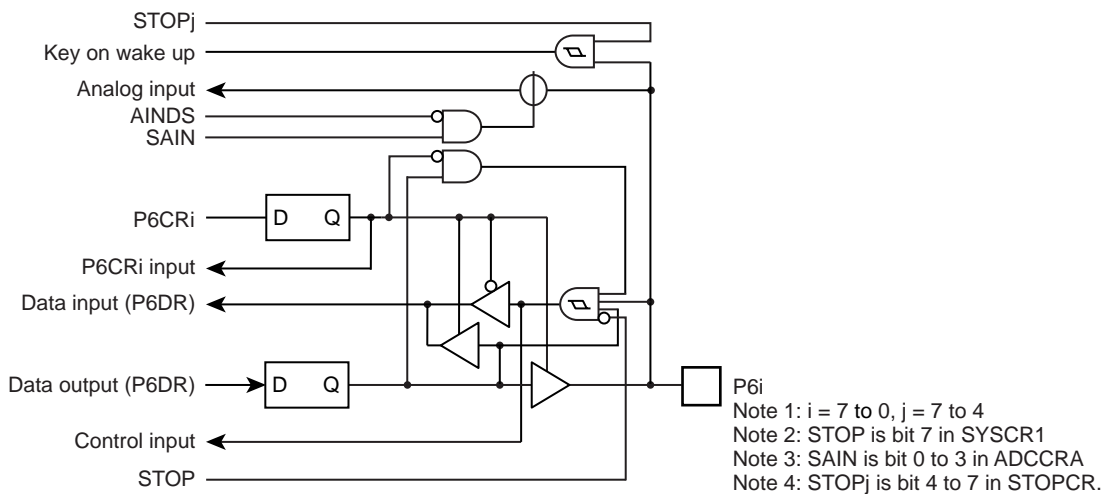 STOPj
Key on wake up
Analog input
AINDS
SAIN
P6CRi
D Q
P6CRi input
Data input (P6DR)
Data output (P6DR)
D Q
P6i
Control input
STOP
Note 1: i = 7 to 0, j = 7 to 4
Note 2: STOP is bit 7 in SYSCR1
Note 3: SAIN is bit 0 to 3 in ADCCRA
Note 4: STOPj is bit 4 to 7 in STOPCR.